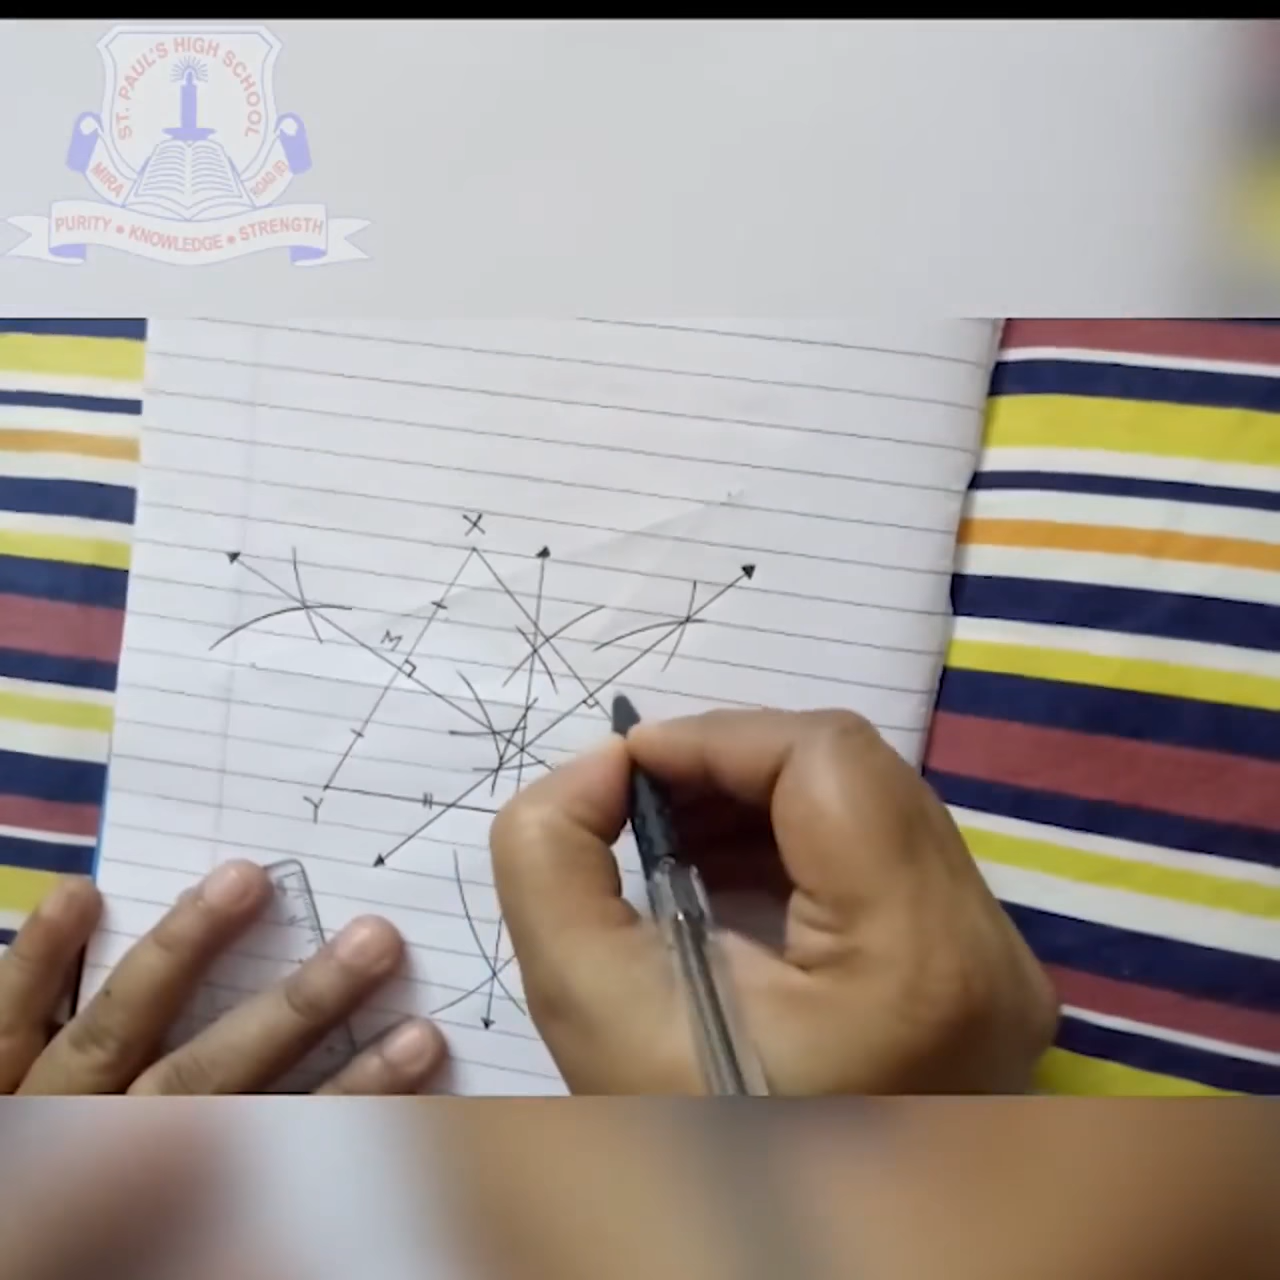 ST. PAUL'S HIGH SCHOOL
MIRA
ROAD (E)
PURITY • KNOWLEDGE • STRENGTH
X
M
Y